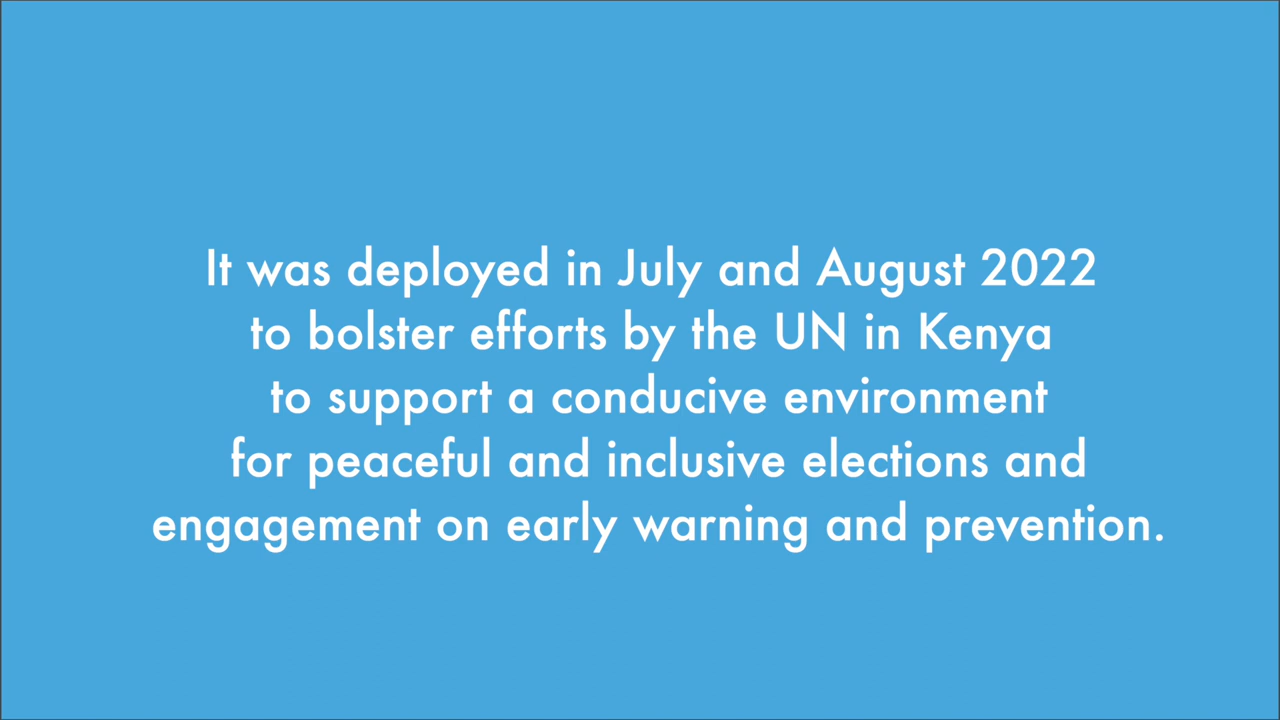 It was deployed in July and August 2022
to bolster efforts by the UN in Kenya
to support a conducive environment
for peaceful and inclusive elections and
engagement on early warning and prevention.